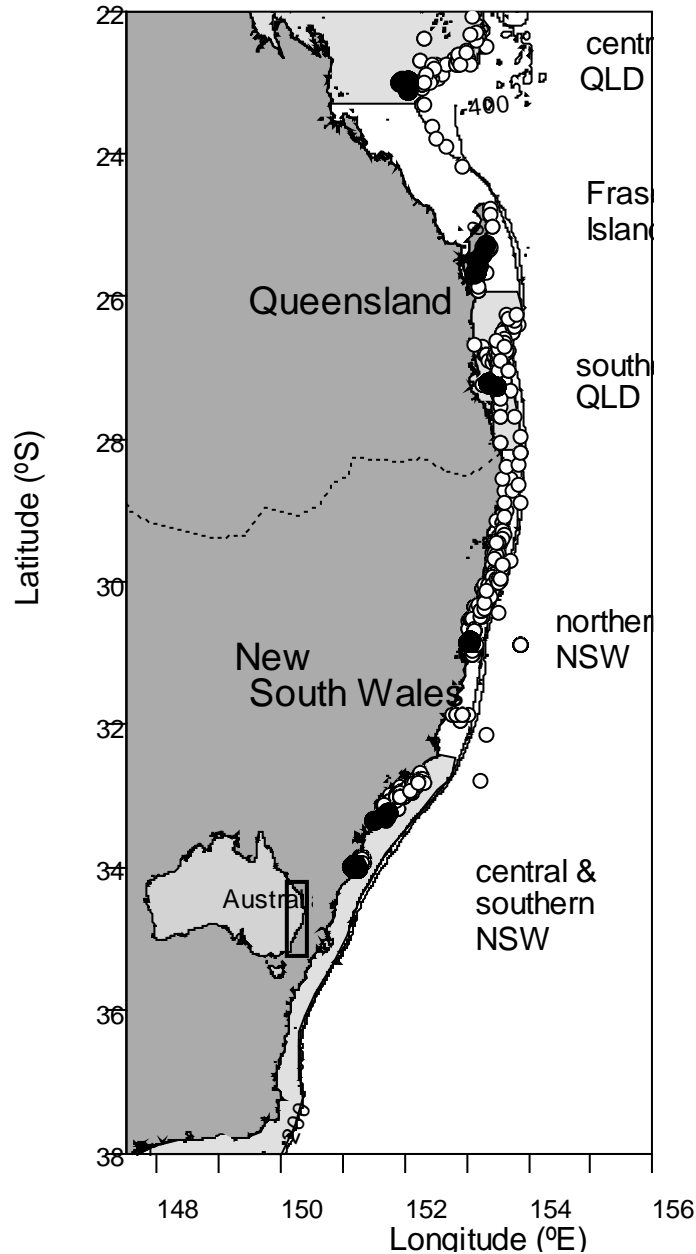 22
centr
QLD
400
24
Fras
Island
26
Queensland
south
QLD
28
Latitude (ºS)
30
northern
NSW
New
South Wales
32
34
central &
southern
NSW
Austral
36
38
148
150
152
154
156
Longitude (ºE)